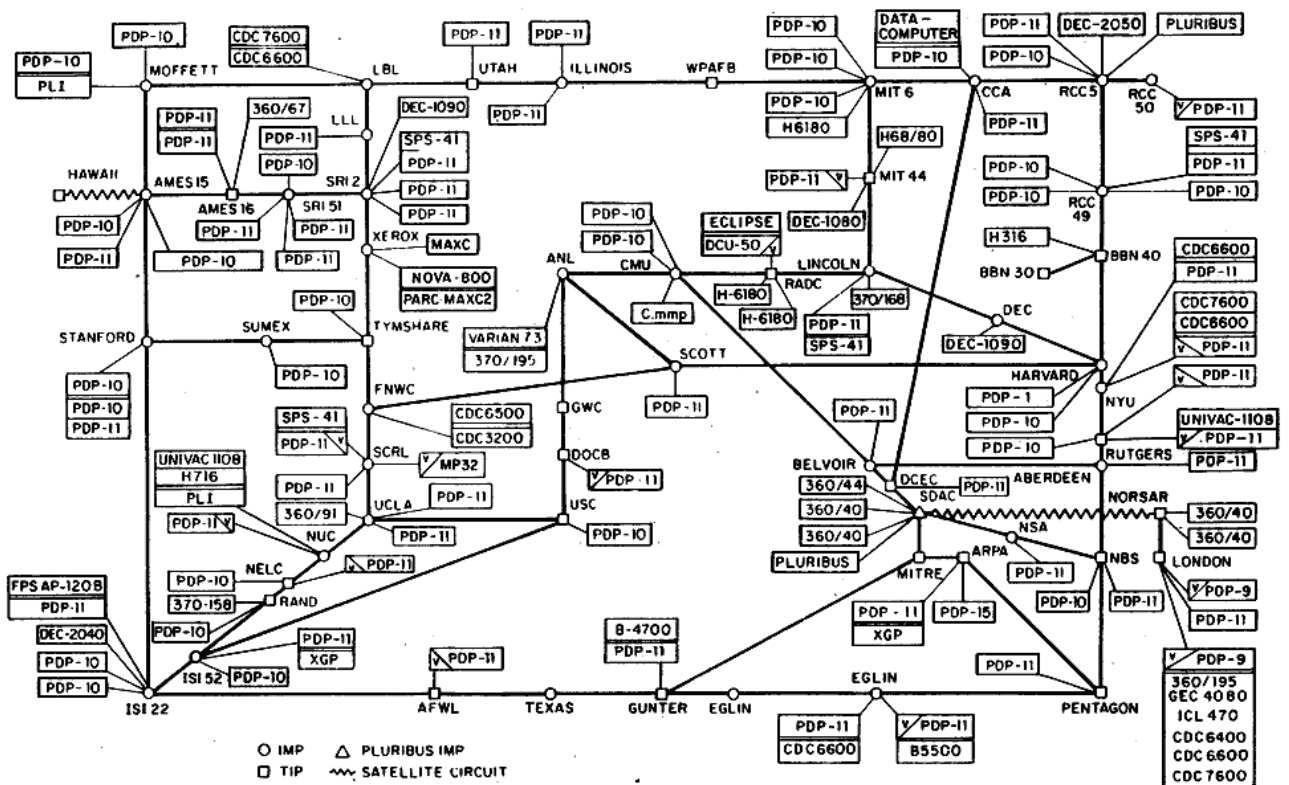 PDP-10
CDC7600
CDC6600
PDP-11
PDP-11
PDP-10
PDP-10
DATA-
COMPUTER
PDP-10
PDP-11
PDP-10
DEC-2050
PLURIBUS
PDP-10
PLI
MOFFETT
LBL
UTAH
ILLINOIS
WPAFB
MIT 6
CCA
RCC5
RCC
50
PDP-11
PDP-10
H6180
PDP-11
V PDP-11
PDP-11
PDP-11
360/67
LLL
PDP-11
DEC-1090
SPS-41
PDP-11
H68/80
SPS-41
PDP-11
PDP-10
HAWAII
AMES15
AMES 16
PDP-10
SRI 51
SRI 2
PDP-11
PDP-11
PDP-11 V
MIT 44
DEC-1080
PDP-10
PDP-10
RCC
49
PDP-10
PDP-11
PDP-10
PDP-11
PDP-11
PDP-11
XEROX
MAXC
NOVA-800
PARC-MAXC2
PDP-10
PDP-10
ECLIPSE
DCU-50 V
H316
BBN 40
BBN 30
CDC6600
PDP-11
ANL
CMU
RADC
LINCOLN
H-6180
H-6180
370/168
C.mmp
PDP-11
SPS-41
DEC
DEC-1090
CDC7600
CDC6600
V PDP-11
V PDP-11
STANFORD
SUMEX
PDP-10
TYMSHARE
PDP-10
VARIAN 73
370/195
SCOTT
PDP-11
HARVARD
NYU
PDP-1
PDP-10
PDP-10
PDP-10
PDP-10
PDP-11
FNWC
CDC6500
CDC3200
GWC
SPS-41
PDP-11 V
SCRL
V MP32
DOCB
V PDP-11
PDP-11
BELVOIR
UNIVAC-1108
V PDP-11
RUTGERS
PDP-11
ABERDEEN
UNIVAC 1108
H716
PLI
PDP-11 V
PDP-11
360/91
UCLA
PDP-11
PDP-11
USC
PDP-10
360/44
360/40
360/40
PLURIBUS
DCEC
PDP-11
SDAC
NORSAR
360/40
360/40
NUC
NELC
PDP-10
V PDP-11
370-158
RAND
PDP-10
NSA
PDP-11
ARPA
MITRE
NBS
PDP-10
PDP-11
LONDON
V PDP-9
PDP-11
FPS AP-120B
PDP-11
DEC-2040
PDP-10
PDP-10
PDP-11
XGP
ISI 52
PDP-10
PDP-11
XGP
PDP-15
V PDP-11
B-4700
PDP-11
PDP-11
V PDP-9
360/195
GEC 4080
ICL 470
CDC6400
CDC6600
CDC7600
ISI 22
AFWL
TEXAS
GUNTER
EGLIN
EGLIN
PENTAGON
PDP-11
CDC6600
V PDP-11
B5500
IMP
PLURIBUS IMP
TIP
SATELLITE CIRCUIT